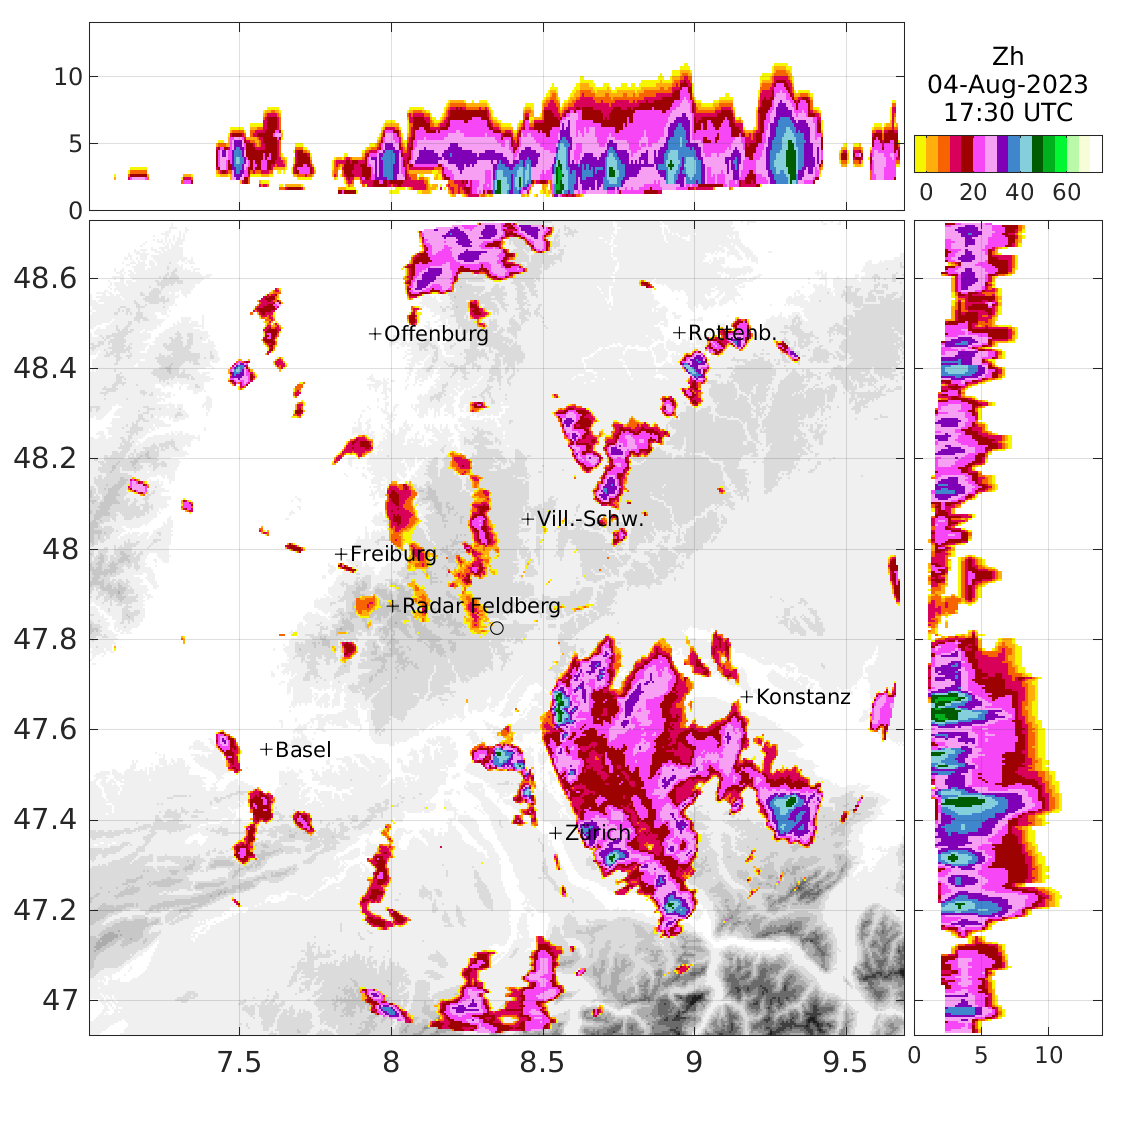 Zh
04-Aug-2023
17:30 UTC
0 20 40 60
10
5
0
48.6
48.4
48.2
48
47.8
47.6
47.4
47.2
47
+Offenburg
+Rottenb.
+Vill.-Schw.
+Freiburg
+Radar Feldberg
+Konstanz
+Basel
+Zürich
7.5 8 8.5 9 9.5
0 5 10